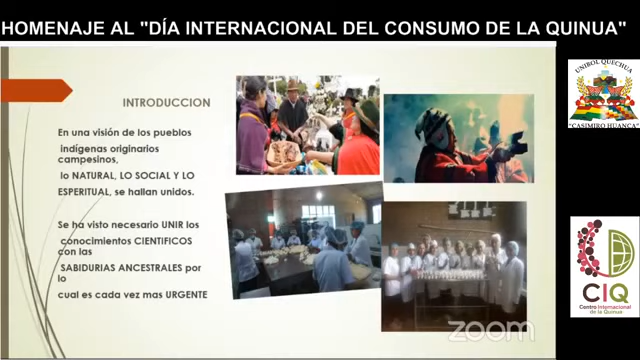 HOMENAJE AL "DÍA INTERNACIONAL DEL CONSUMO DE LA QUINUA"
INTRODUCCION
En una visión de los pueblos
indígenas originarios
campesinos,
lo NATURAL, LO SOCIAL Y LO
ESPERITUAL, se hallan unidos.
Se ha visto necesario UNIR los
conocimientos CIENTIFICOS
con las
SABIDURIAS ANCESTRALES por
lo
cual es cada vez mas URGENTE
UNIBOL QUECHUA
"CASIMIRO HUANCA"
CIQ
Centro Internacional
de la Quinua
zoom